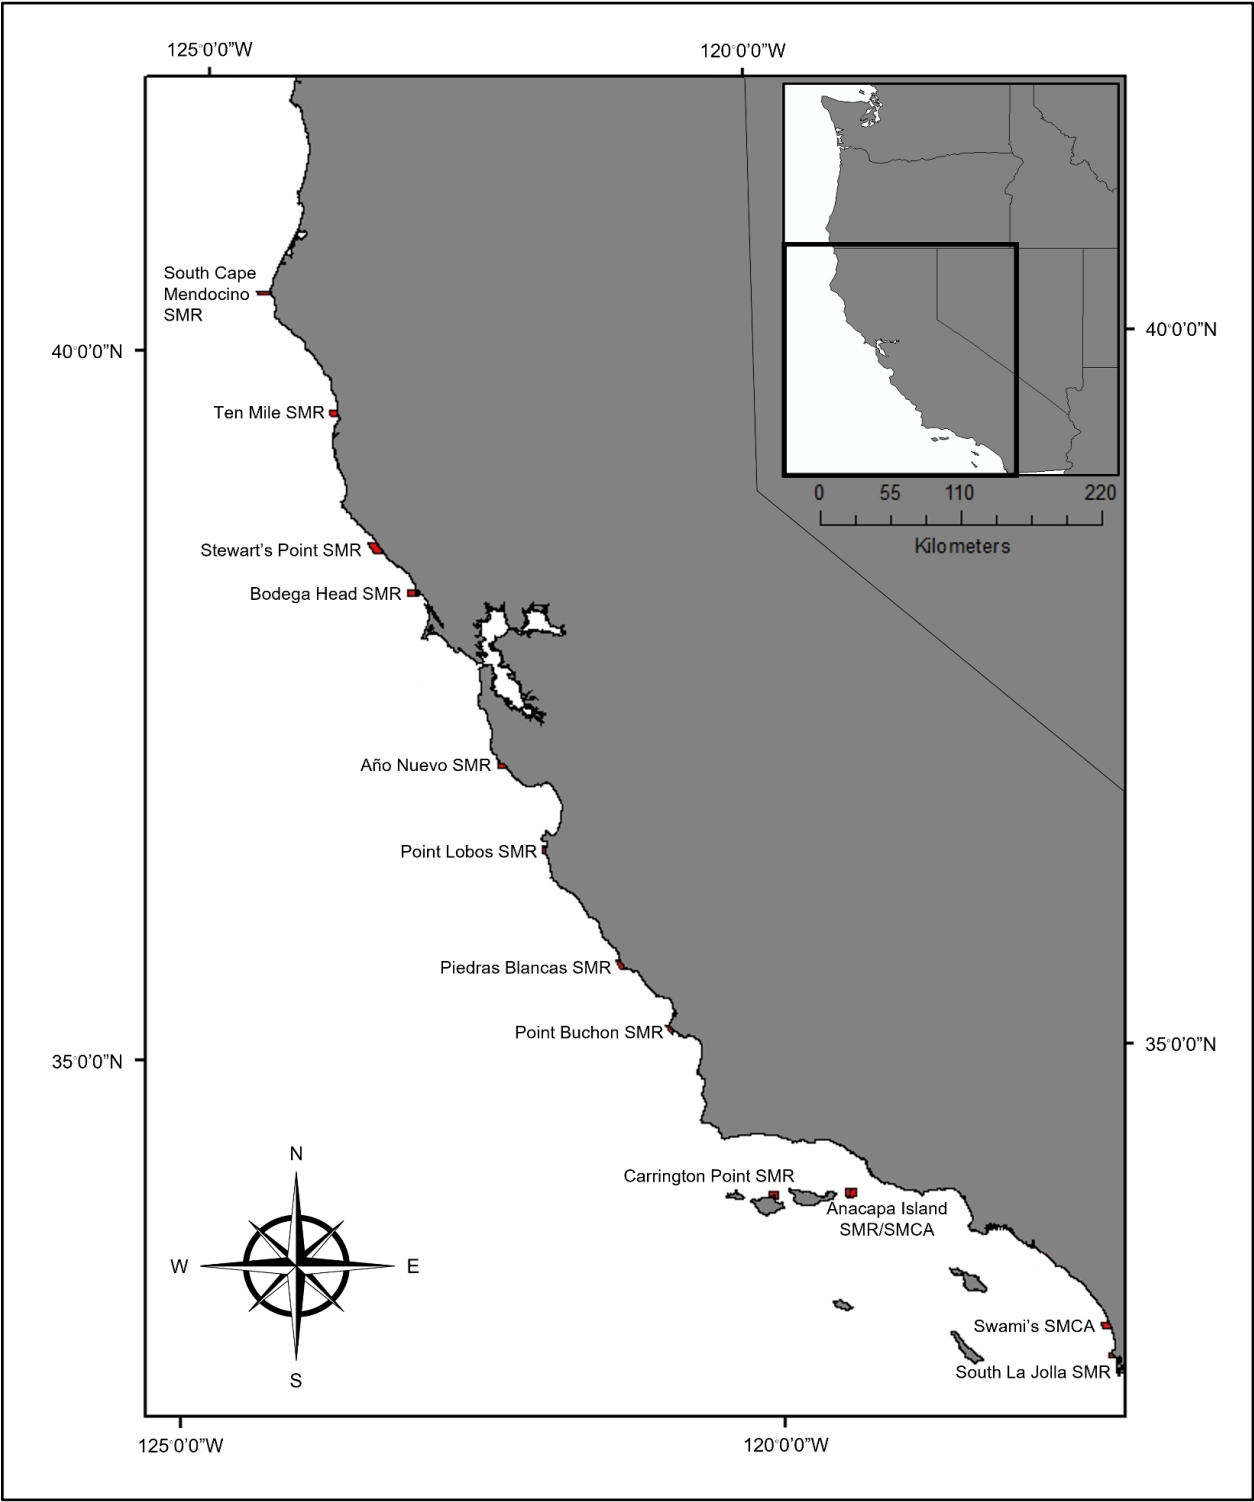 125°0'0"W
120°0'0"W
South Cape
Mendocino
SMR
40°0'0"N
40°0'0"N
Ten Mile SMR
0
55
110
220
Kilometers
Stewart's Point SMR
Bodega Head SMR
Año Nuevo SMR
Point Lobos SMR
Piedras Blancas SMR
Point Buchon SMR
35°0'0"N
35°0'0"N
Carrington Point SMR
Anacapa Island
SMR/SMCA
N
W
E
S
Swami's SMCA
South La Jolla SMR
125°0'0"W
120°0'0"W